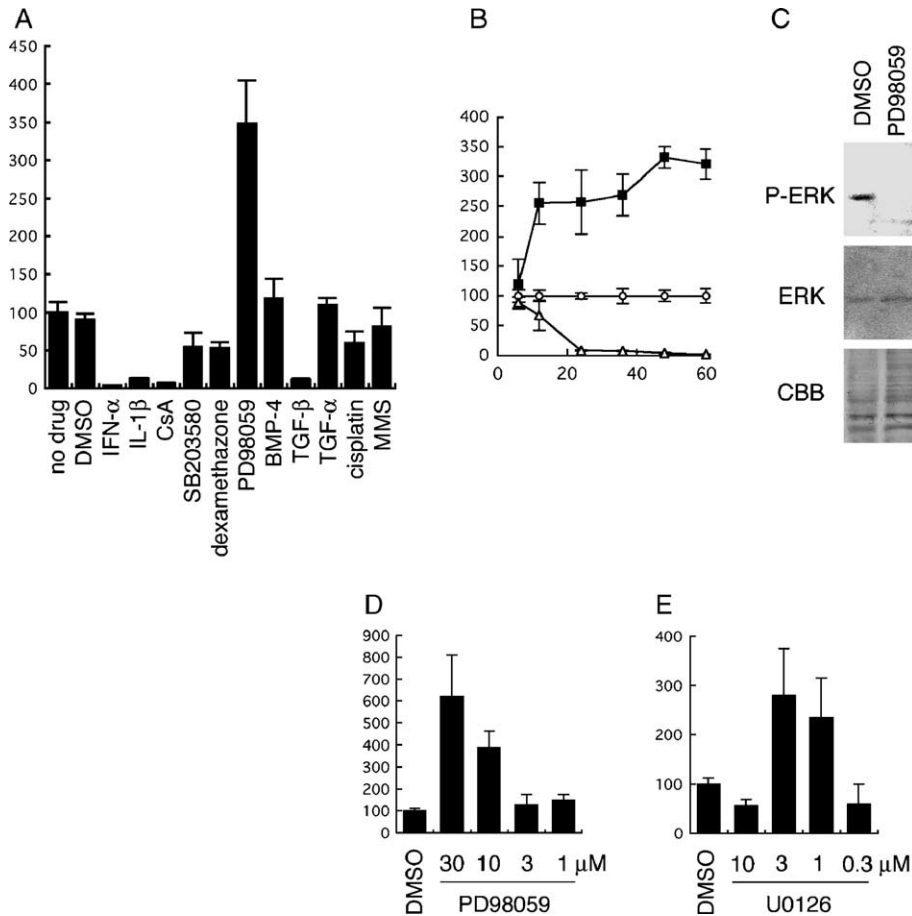 A
450
400
350
300
250
200
150
100
50
0
no drug
DMSO
IFN-α
IL-1β
CsA
SB203580
dexamethazone
PD98059
BMP-4
TGF-β
TGF-α
cisplatin
MMS
B
400
350
300
250
200
150
100
50
0
0 20 40 60
C
DMSO
PD98059
P-ERK
ERK
CBB
D
900
800
700
600
500
400
300
200
100
0
DMSO
30 10 3 1 μM
PD98059
E
400
300
200
100
0
DMSO
10 3 1 0.3 μM
U0126